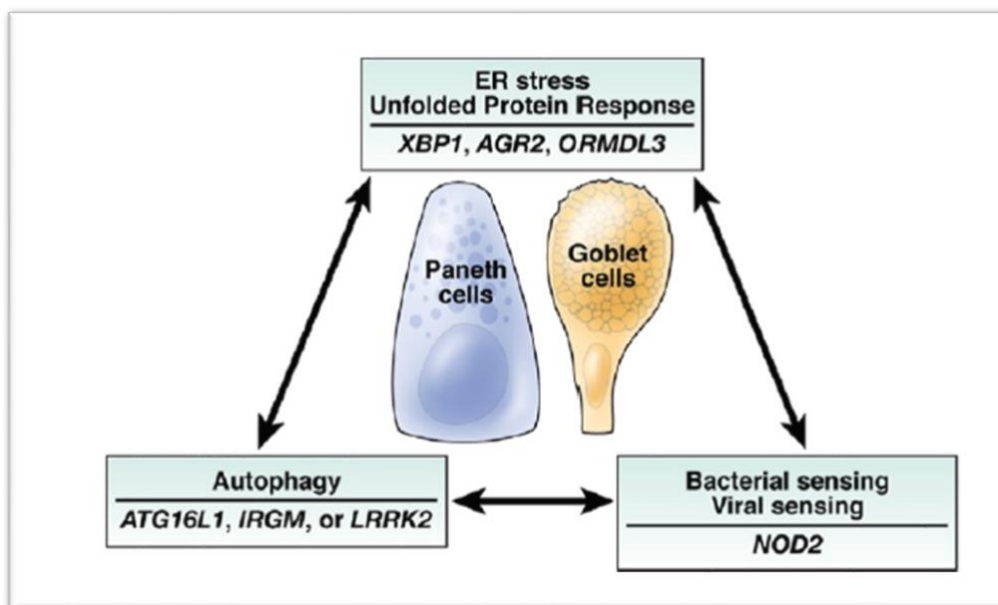 ER stress
Unfolded Protein Response
XBP1, AGR2, ORMDL3
Paneth
cells
Goblet
cells
Autophagy
ATG16L1, IRGM, or LRRK2
Bacterial sensing
Viral sensing
NOD2